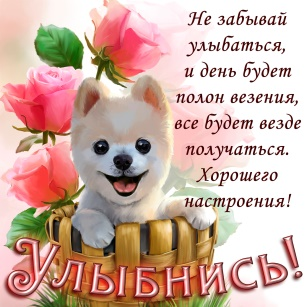 Не забывай
улыбаться,
и день будет
полон везения,
все будет везде
получаться.
Хорошего
настроения!
Улыбнись!